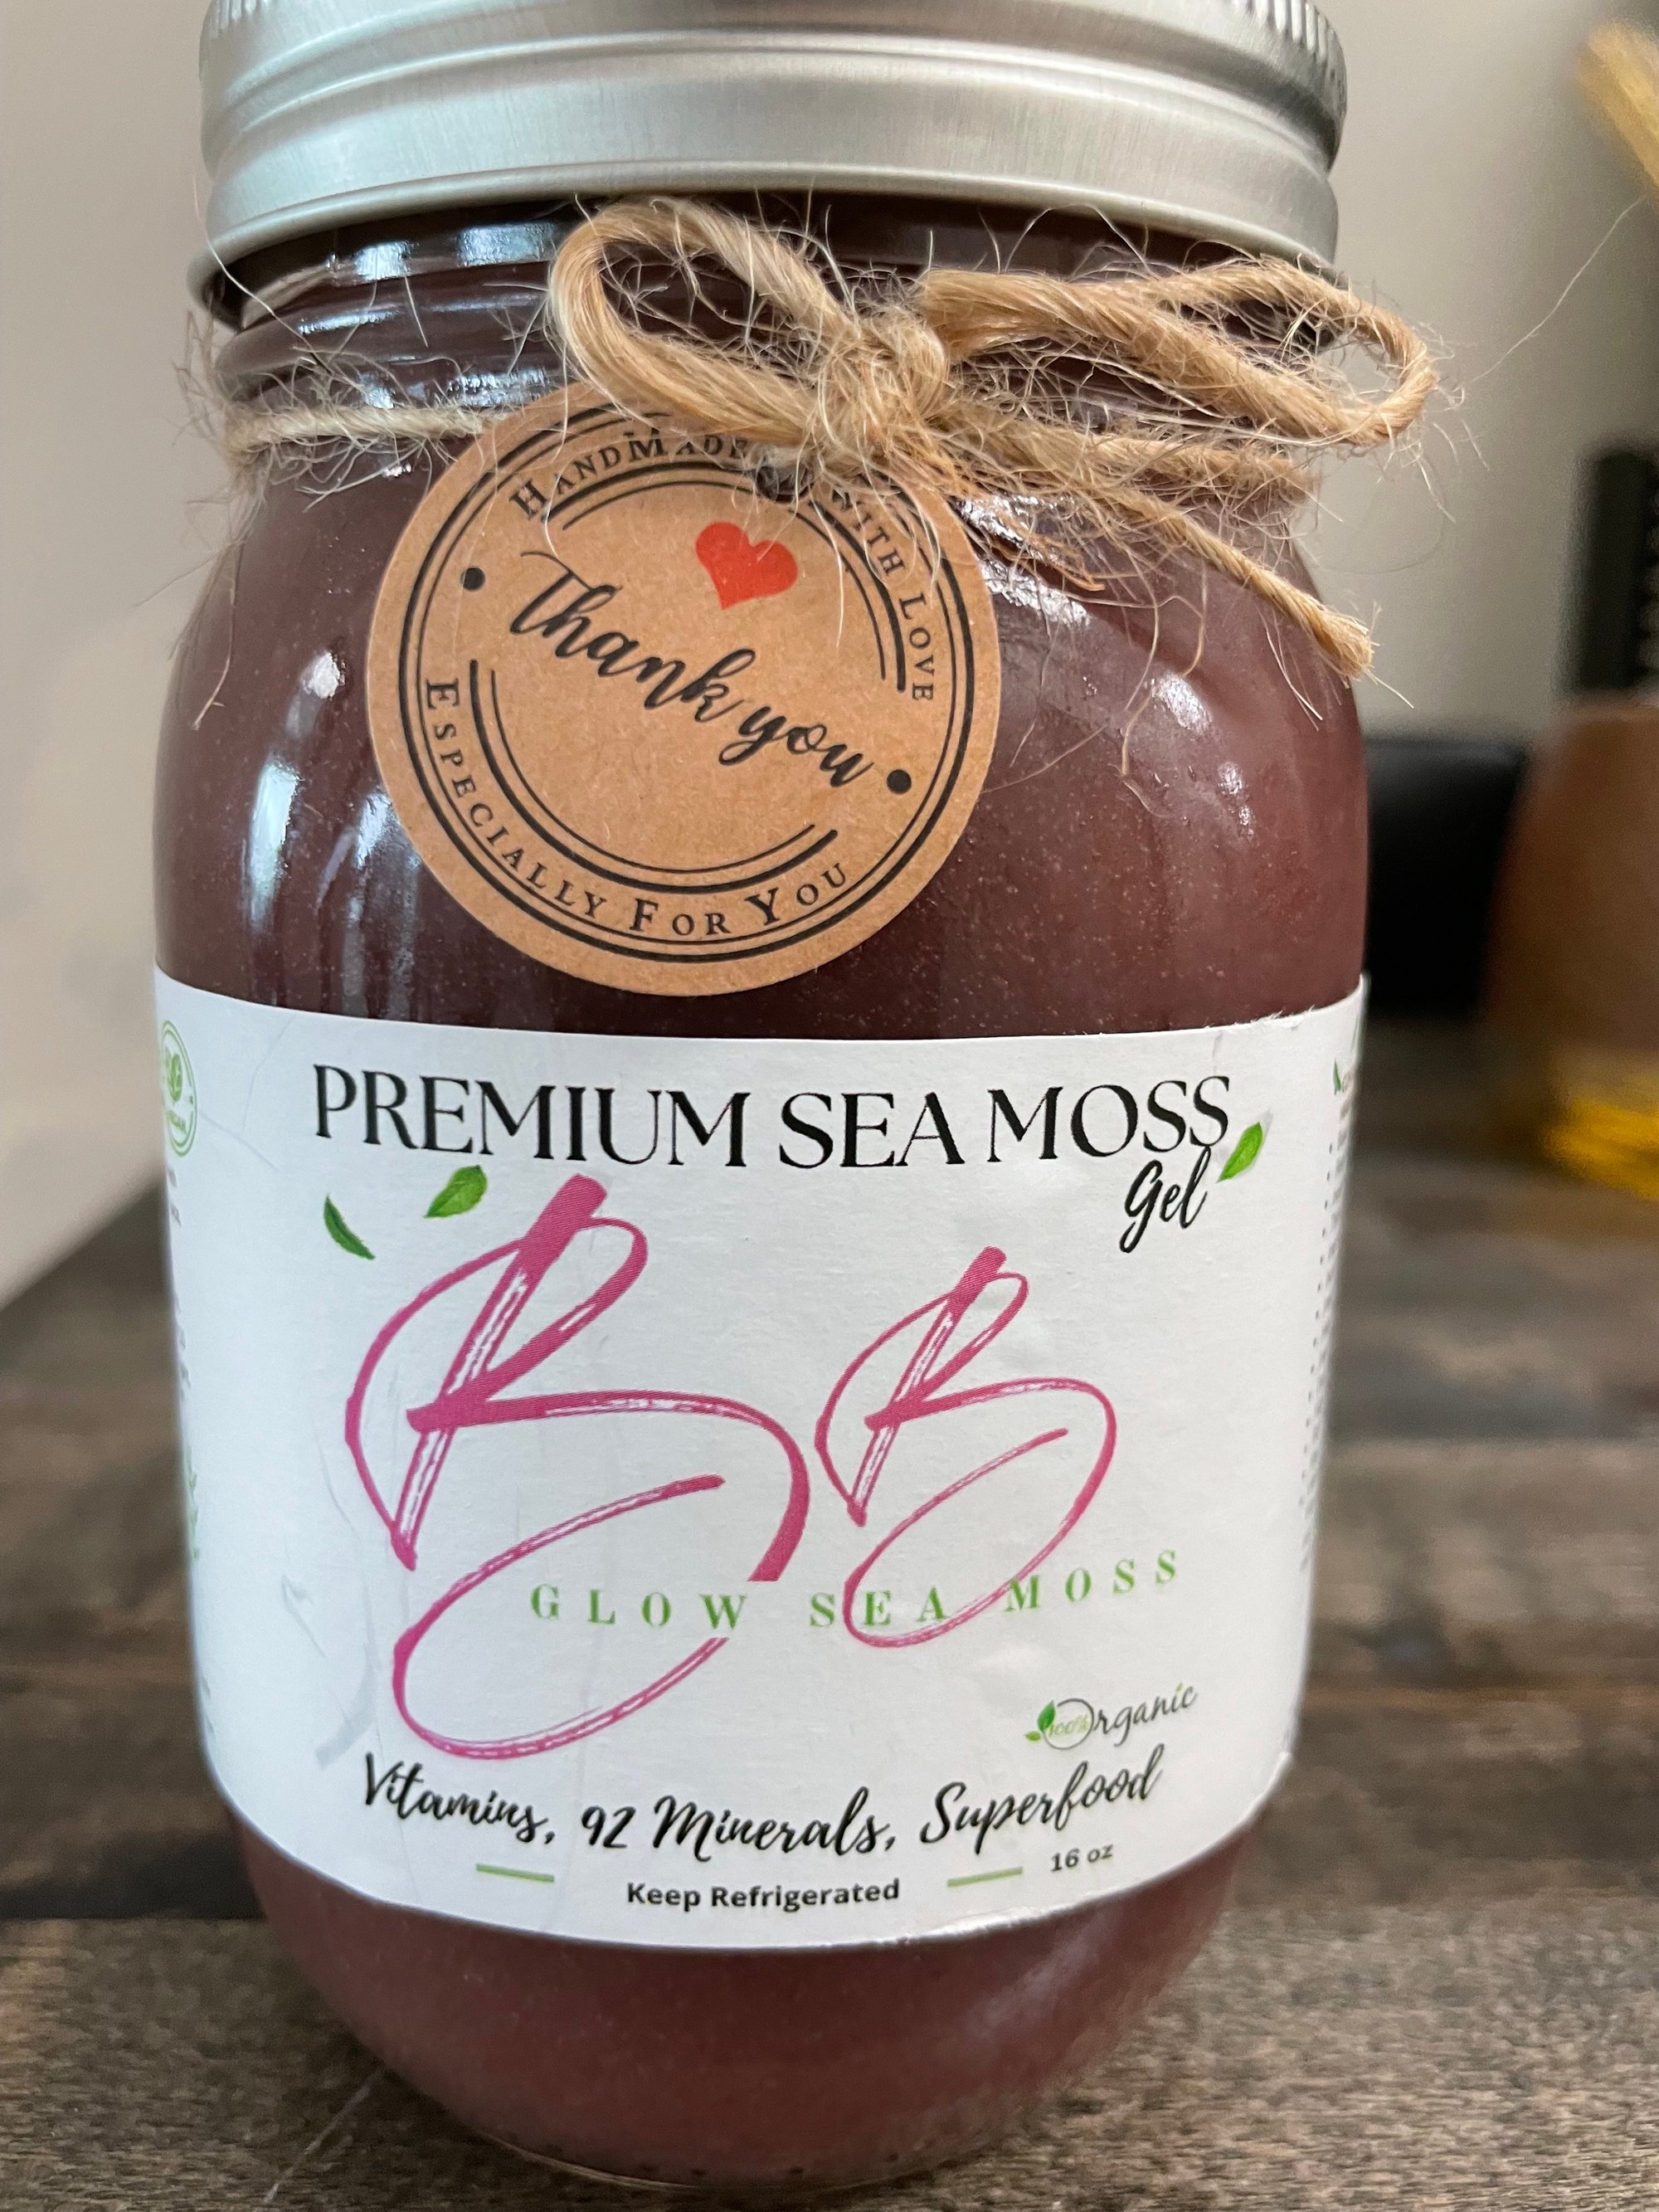 HANDMADE WITH LOVE
Thank you
ESPECIALLY FOR YOU
PREMIUM SEA MOSS
Gel
BB
GLOW SEA MOSS
100% Organic
Vitamins, 92 Minerals, Superfood
16 oz
Keep Refrigerated